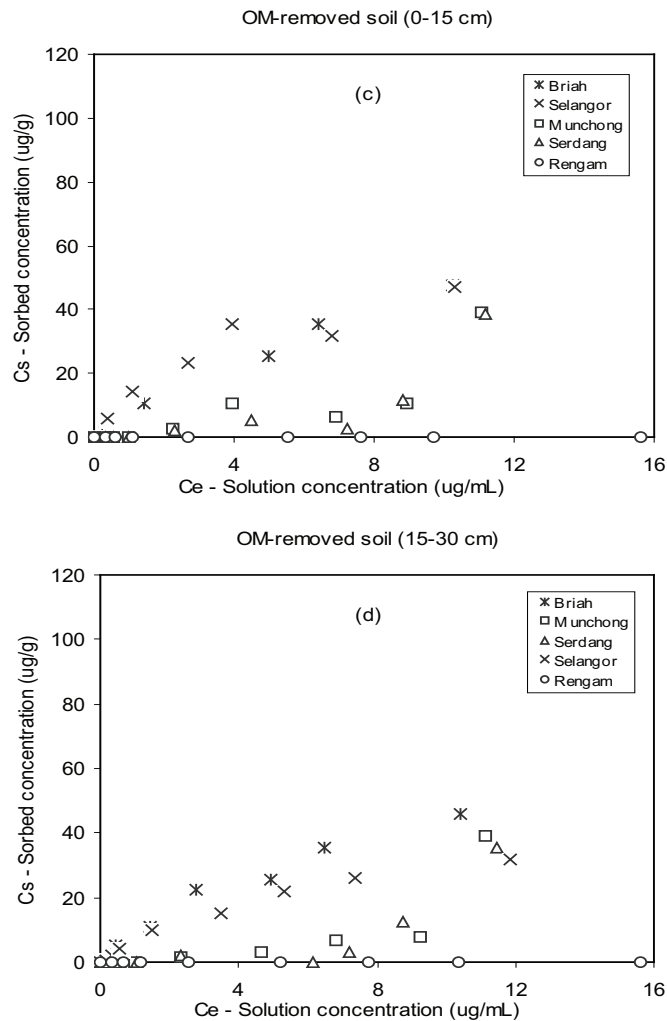 OM-removed soil (0-15 cm)
120
100
80
60
40
20
0
Cs - Sorbed concentration (ug/g)
(c)
Briah
Selangor
Munchong
Serdang
Rengam
0 4 8 12 16
Ce - Solution concentration (ug/mL)
OM-removed soil (15-30 cm)
120
100
80
60
40
20
0
Cs - Sorbed concentration (ug/g)
(d)
Briah
Munchong
Serdang
Selangor
Rengam
0 4 8 12 16
Ce - Solution concentration (ug/mL)